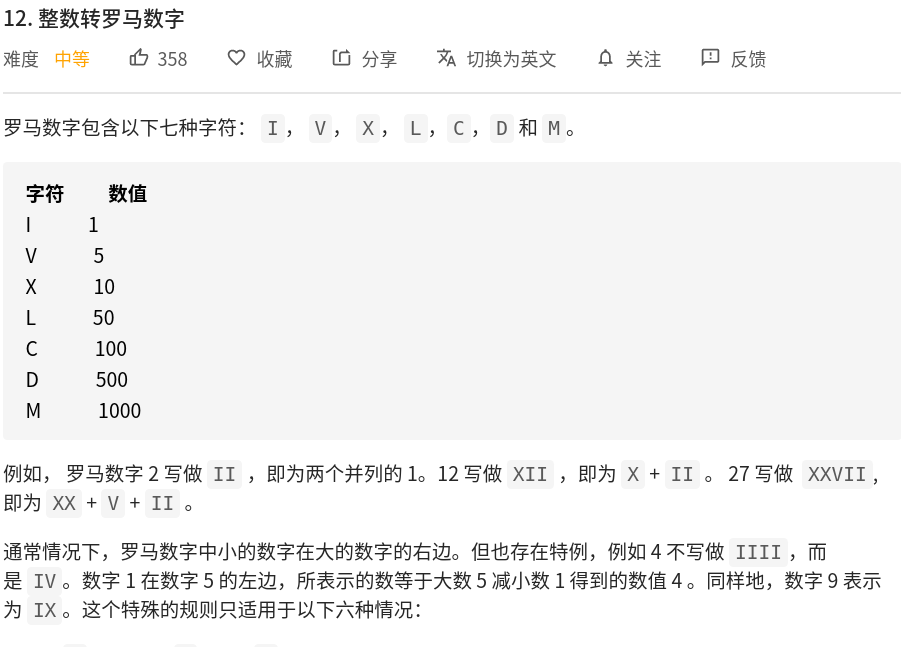 12. 整数转罗马数字
难度 中等 358 收藏 分享 切换为英文 关注 反馈
罗马数字包含以下七种字符： I， V， X， L，C，D 和 M。
字符 数值
I 1
V 5
X 10
L 50
C 100
D 500
M 1000
例如， 罗马数字 2 写做 II ，即为两个并列的 1。12 写做 XII ，即为 X + II 。 27 写做 XXVII,
即为 XX + V + II 。
通常情况下，罗马数字中小的数字在大的数字的右边。但也存在特例，例如 4 不写做 IIII，而
是 IV。数字 1 在数字 5 的左边，所表示的数等于大数 5 减小数 1 得到的数值 4 。同样地，数字 9 表示
为 IX。这个特殊的规则只适用于以下六种情况：